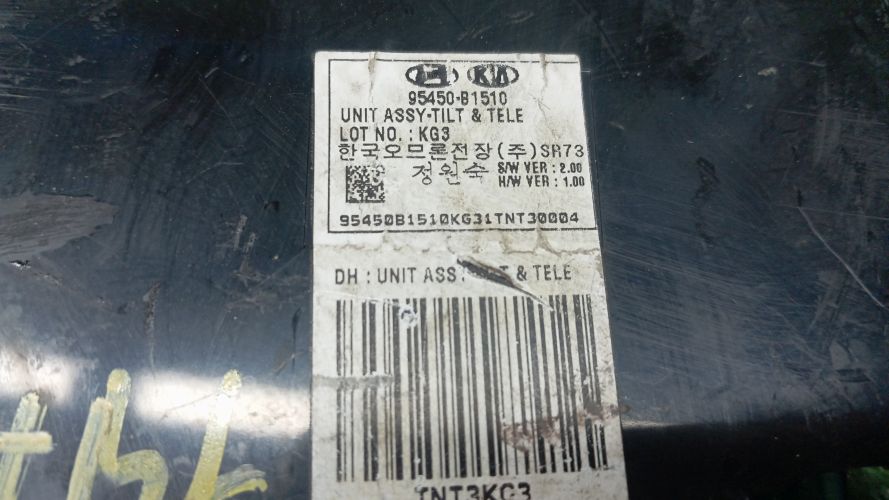 KIA
95450-B1510
UNIT ASSY-TILT & TELE
LOT NO. : KG3
한국오므론전장(주)SR73
정원숙 S/W VER : 2.00
H/W VER : 1.00
95450B1510KG31TNT30004
DH : UNIT ASS & TELE
TNT3KG3